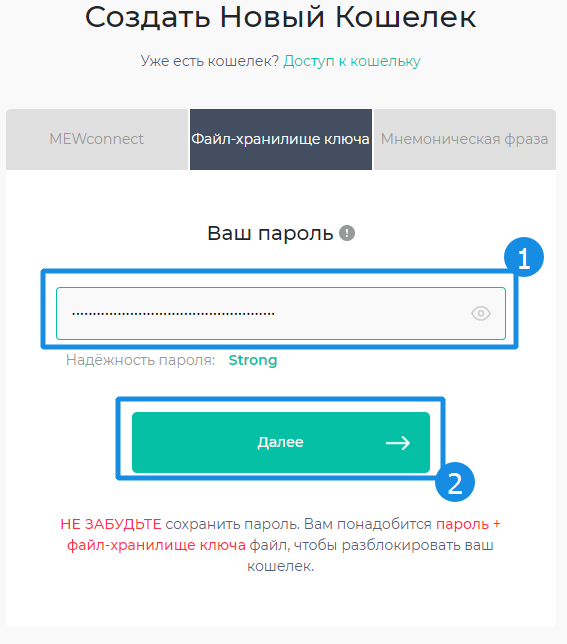 Создать Новый Кошелек
Уже есть кошелек? Доступ к кошельку
MEWconnect
Файл-хранилище ключа
Мнемоническая фраза
Ваш пароль !
1
Надёжность пароля: Strong
Далее
2
НЕ ЗАБУДЬТЕ сохранить пароль. Вам понадобится пароль +
файл-хранилище ключа файл, чтобы разблокировать ваш
кошелек.